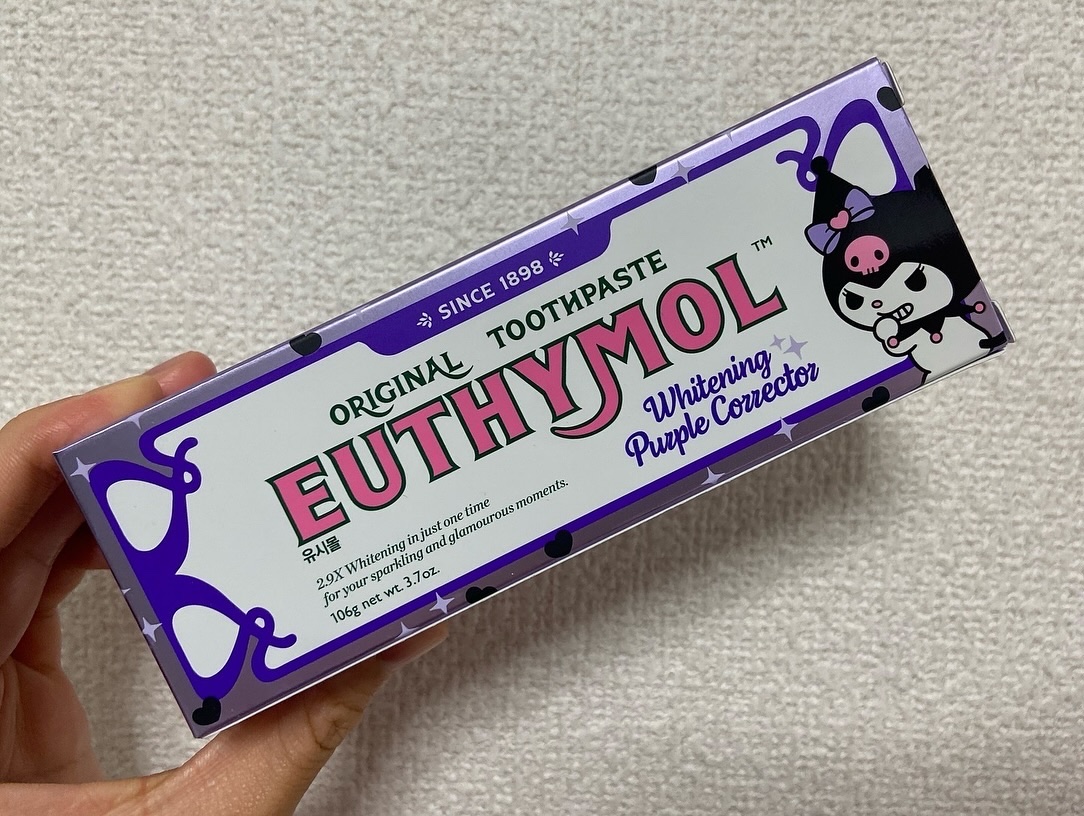 SINCE 1898
ORIGINAL TOOTHPASTE
EUTHYMOL™
유시몰
Whitening
Purple Corrector
2.9X Whitening in just one time
for your sparkling and glamourous moments.
106g net wt. 3.7oz.